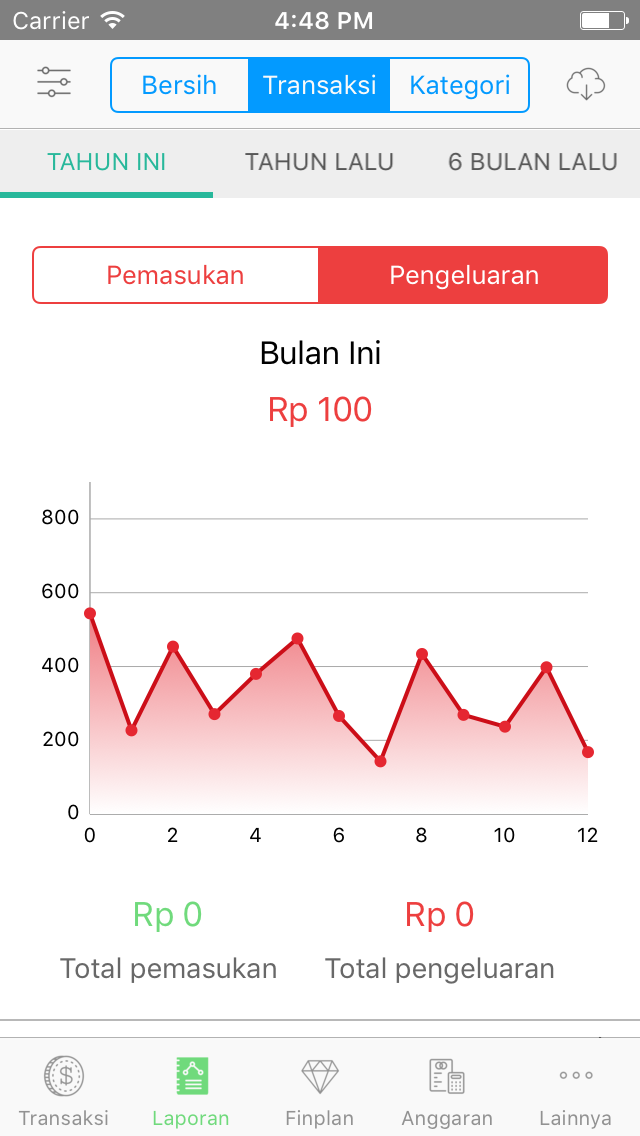 Carrier 4:48 PM
Bersih Transaksi Kategori
TAHUN INI TAHUN LALU 6 BULAN LALU
Pemasukan Pengeluaran
Bulan Ini
Rp 100
800
600
400
200
0
0 2 4 6 8 10 12
Rp 0 Rp 0
Total pemasukan Total pengeluaran
Transaksi Laporan Finplan Anggaran Lainnya